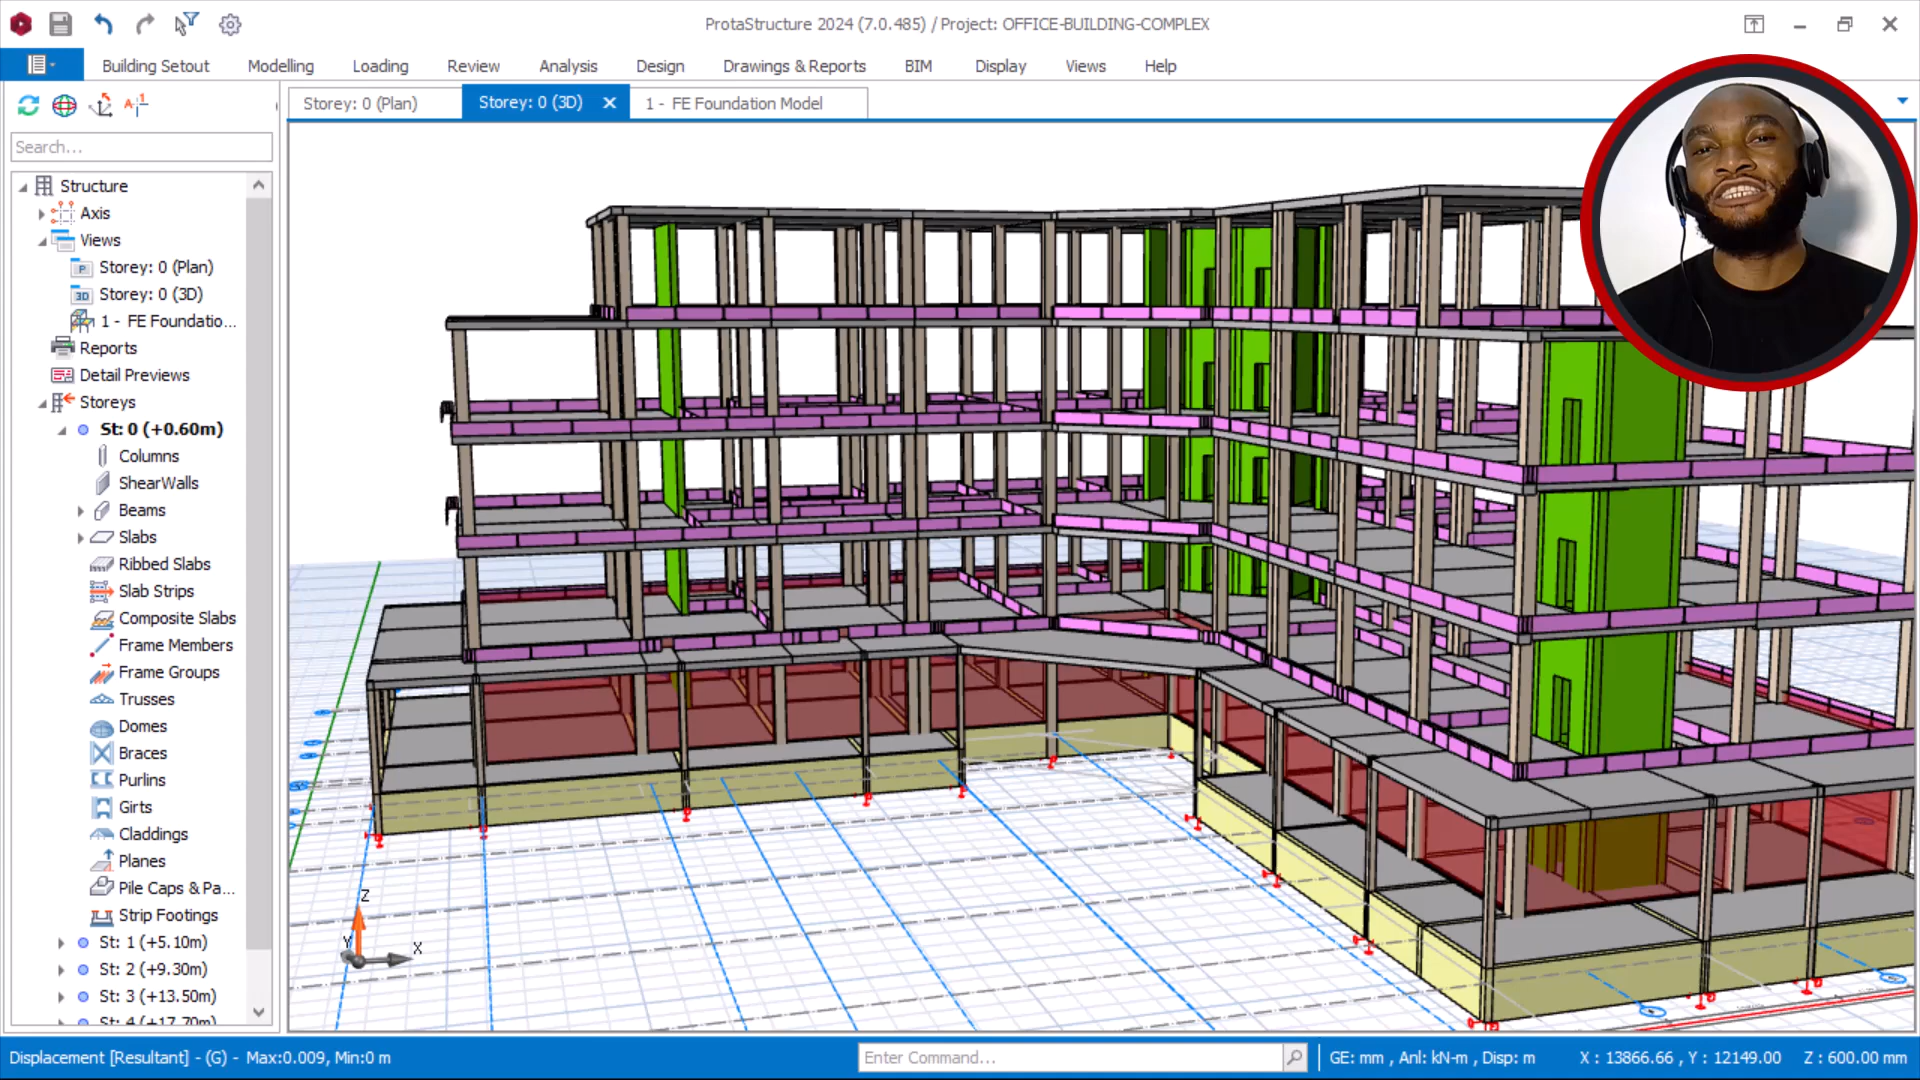 ProtaStructure 2024 (7.0.485) / Project: OFFICE-BUILDING-COMPLEX
Building Setout Modelling Loading Review Analysis Design Drawings & Reports BIM Display Views Help
Storey: 0 (Plan) Storey: 0 (3D) 1 - FE Foundation Model
Search...
Structure
Axis
Views
Storey: 0 (Plan)
Storey: 0 (3D)
1 - FE Foundatio...
Reports
Detail Previews
Storeys
St: 0 (+0.60m)
Columns
ShearWalls
Beams
Slabs
Ribbed Slabs
Slab Strips
Composite Slabs
Frame Members
Frame Groups
Trusses
Domes
Braces
Purlins
Girts
Claddings
Planes
Pile Caps & Pa...
Strip Footings
St: 1 (+5.10m)
St: 2 (+9.30m)
St: 3 (+13.50m)
St: 4 (+17.70m)
Z
Y
X
Displacement [Resultant] - (G) - Max:0.009, Min:0 m
Enter Command...
GE: mm , Anl: kN-m , Disp: m
X : 13866.66 , Y : 12149.00 Z : 600.00 mm